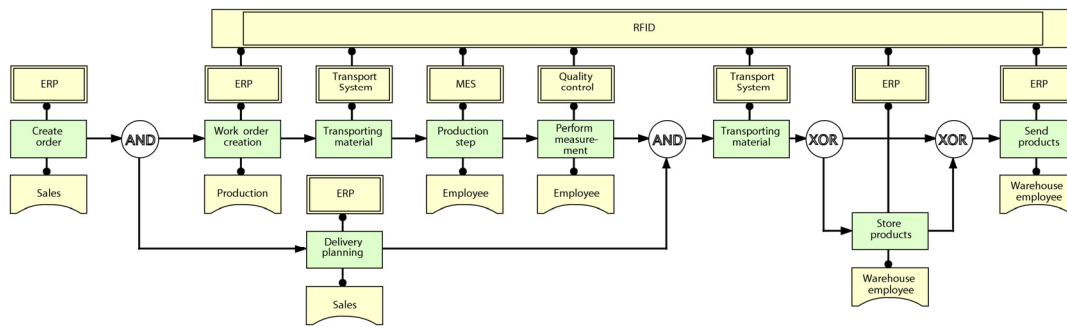 RFID
ERP
ERP
Transport
System
MES
Quality
control
Transport
System
ERP
ERP
Create
order
AND
Work order
creation
Transporting
material
Production
step
Perform
measure-
ment
AND
Transporting
material
XOR
XOR
Send
products
Sales
Production
ERP
Employee
Employee
Warehouse
employee
Delivery
planning
Store
products
Sales
Warehouse
employee